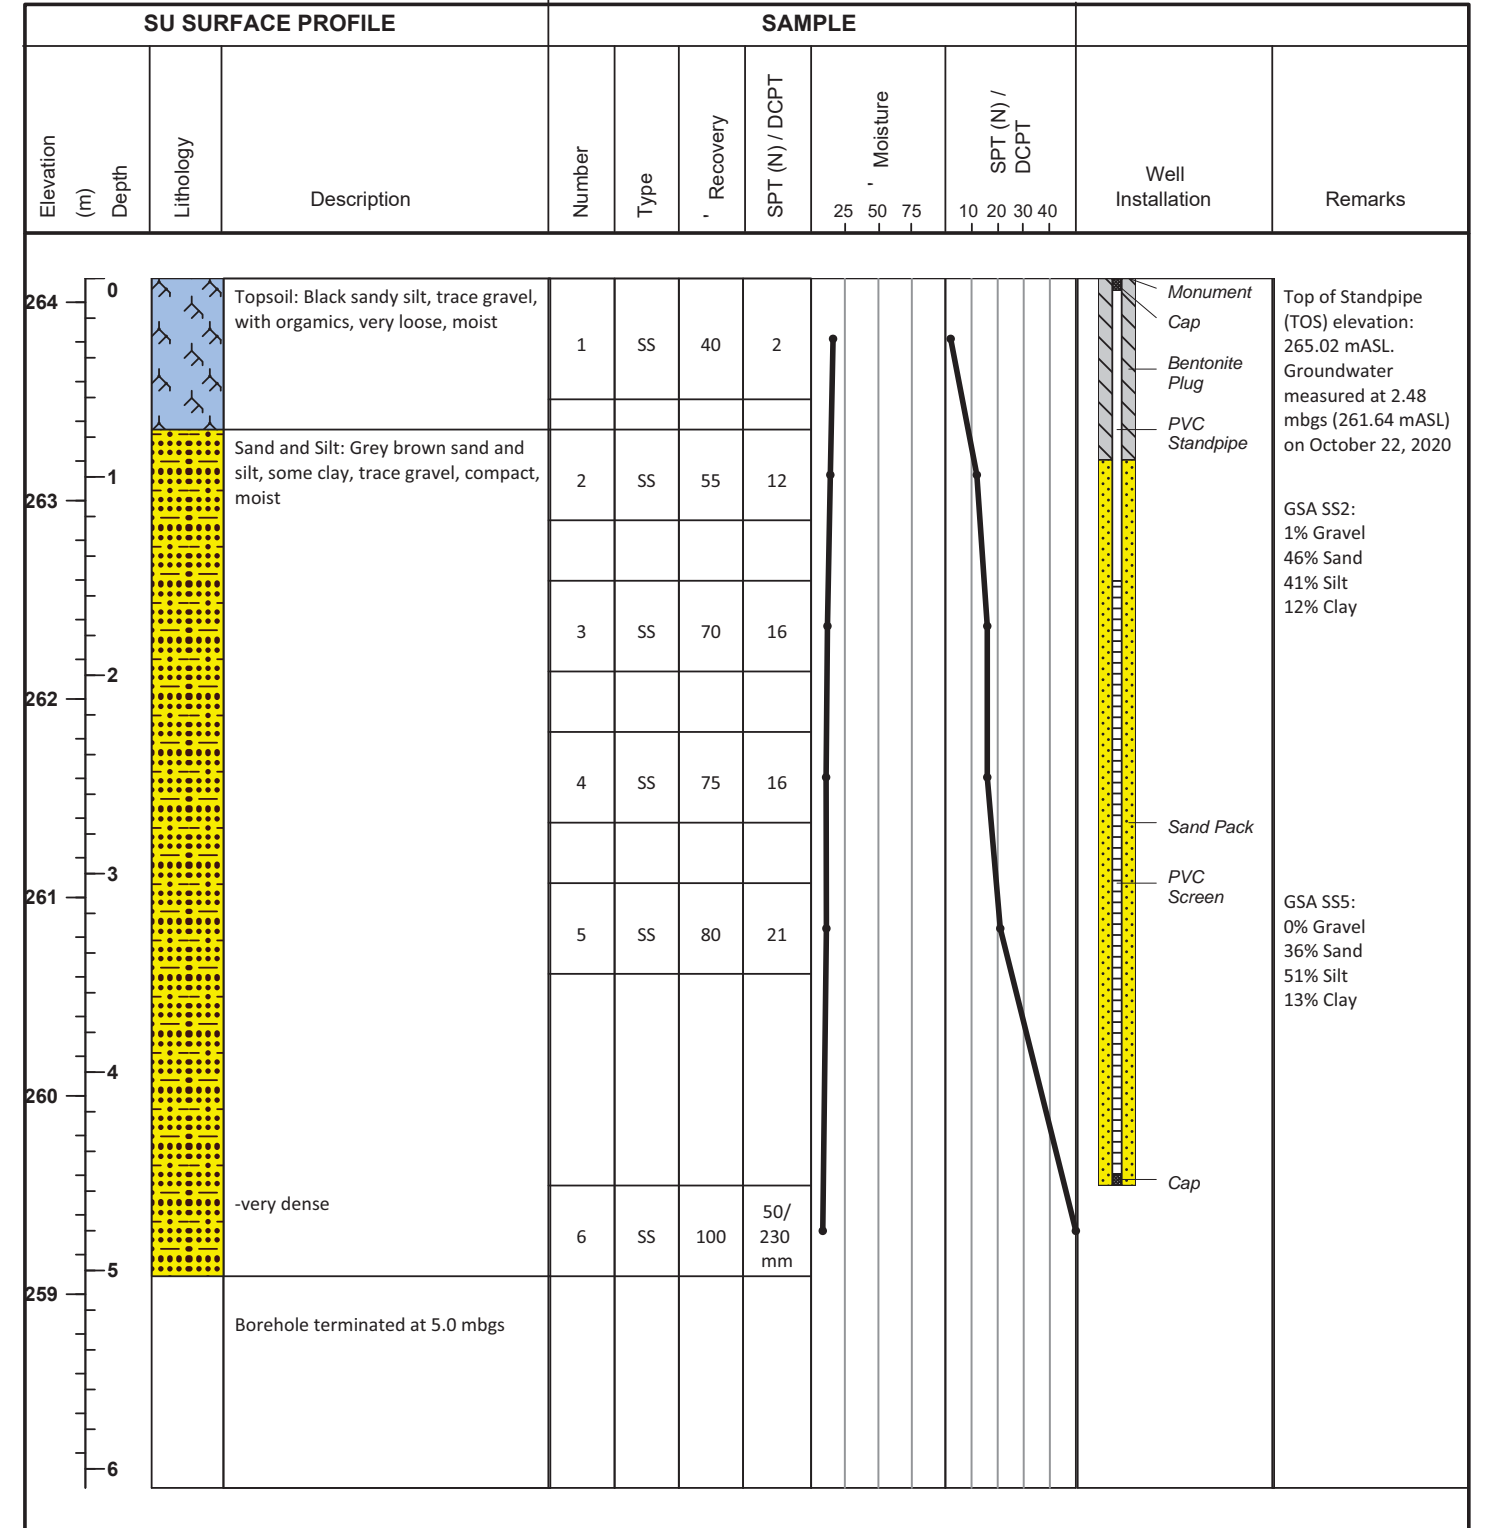 SU SURFACE PROFILE
SAMPLE
Elevation
(m)
Depth
Lithology
Description
Number
Type
' Recovery
SPT (N) / DCPT
' Moisture
25 50 75
SPT (N) /
DCPT
10 20 30 40
Well
Installation
Remarks
264
263
262
261
260
259
0
1
2
3
4
5
6
Topsoil: Black sandy silt, trace gravel,
with orgamics, very loose, moist
Sand and Silt: Grey brown sand and
silt, some clay, trace gravel, compact,
moist
-very dense
Borehole terminated at 5.0 mbgs
1 SS 40 2
2 SS 55 12
3 SS 70 16
4 SS 75 16
5 SS 80 21
6 SS 100 50/
230
mm
Monument
Cap
Bentonite
Plug
PVC
Standpipe
Sand Pack
PVC
Screen
Cap
Top of Standpipe
(TOS) elevation:
265.02 mASL.
Groundwater
measured at 2.48
mbgs (261.64 mASL)
on October 22, 2020
GSA SS2:
1% Gravel
46% Sand
41% Silt
12% Clay
GSA SS5:
0% Gravel
36% Sand
51% Silt
13% Clay